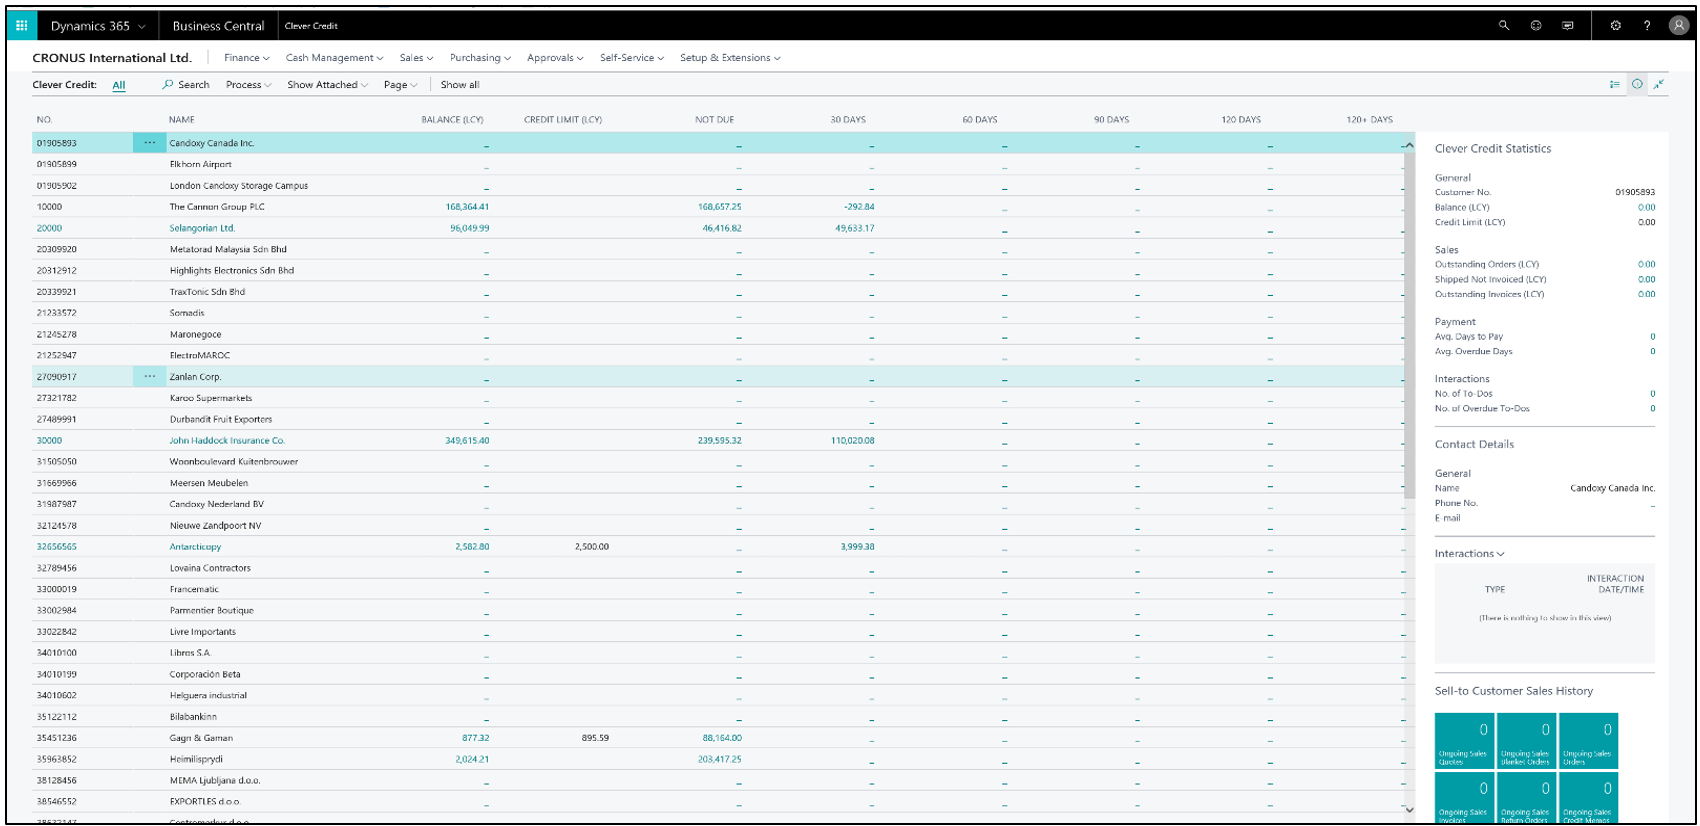 Dynamics 365 Business Central Clever Credit ?
CRONUS International Ltd. Finance Cash Management Sales Purchasing Approvals Self-Service Setup & Extensions
Clever Credit: All Search Process Show Attached Page Show all
NO. NAME BALANCE (LCY) CREDIT LIMIT (LCY) NOT DUE 30 DAYS 60 DAYS 90 DAYS 120 DAYS 120+ DAYS
01905893 ... Candoxy Canada Inc. _ _ _ _ _ _ _
01905899 Elkhorn Airport _ _ _ _ _ _ _
01905902 London Candoxy Storage Campus _ _ _ _ _ _ _
10000 The Cannon Group PLC 168,364.41 168,657.25 -292.84 _ _ _ _
20000 Selangorian Ltd. 96,049.99 46,416.82 49,633.17 _ _ _ _
20309920 Metatorad Malaysia Sdn Bhd _ _ _ _ _ _ _
20312912 Highlights Electronics Sdn Bhd _ _ _ _ _ _ _
20339921 TraxTonic Sdn Bhd _ _ _ _ _ _ _
21233572 Somadis _ _ _ _ _ _ _
21245278 Maronegoce _ _ _ _ _ _ _
21252947 ElectroMAROC _ _ _ _ _ _ _
27090917 ... Zanlan Corp. _ _ _ _ _ _ _
27321782 Karoo Supermarkets _ _ _ _ _ _ _
27489991 Durbandit Fruit Exporters _ _ _ _ _ _ _
30000 John Haddock Insurance Co. 349,615.40 239,595.32 110,020.08 _ _ _ _
31505050 Woonboulevard Kuitenbrouwer _ _ _ _ _ _ _
31669966 Meersen Meubelen _ _ _ _ _ _ _
31987987 Candoxy Nederland BV _ _ _ _ _ _ _
32124578 Nieuwe Zandpoort NV _ _ _ _ _ _ _
32656565 Antarcticopy 2,582.80 2,500.00 _ 3,999.38 _ _ _ _
32789456 Lovaina Contractors _ _ _ _ _ _ _
33000019 Francematic _ _ _ _ _ _ _
33002984 Parmentier Boutique _ _ _ _ _ _ _
33022842 Livre Importants _ _ _ _ _ _ _
34010100 Libros S.A. _ _ _ _ _ _ _
34010199 Corporación Beta _ _ _ _ _ _ _
34010602 Helguera industrial _ _ _ _ _ _ _
35122112 Bilabankinn _ _ _ _ _ _ _
35451236 Gagn & Gaman 877.32 895.59 88,164.00 _ _ _ _ _
35963852 Heimilisprydi 2,024.21 203,417.25 _ _ _ _ _
38128456 MEMA Ljubljana d.o.o. _ _ _ _ _ _ _
38546552 EXPORTLES d.o.o. _ _ _ _ _ _ _
38632147 Centromerkur d.o.o.
Clever Credit Statistics
General
Customer No. 01905893
Balance (LCY) 0.00
Credit Limit (LCY) 0.00
Sales
Outstanding Orders (LCY) 0.00
Shipped Not Invoiced (LCY) 0.00
Outstanding Invoices (LCY) 0.00
Payment
Avg. Days to Pay 0
Avg. Overdue Days 0
Interactions
No. of To-Dos 0
No. of Overdue To-Dos 0
Contact Details
General
Name Candoxy Canada Inc.
Phone No. _
E-mail
Interactions
TYPE INTERACTION DATE/TIME
(There is nothing to show in this view)
Sell-to Customer Sales History
0 0 0
Ongoing Sales Quotes Ongoing Sales Blanket Orders Ongoing Sales Orders
0 0 0
Ongoing Sales Invoices Ongoing Sales Return Orders Ongoing Sales Credit Memos